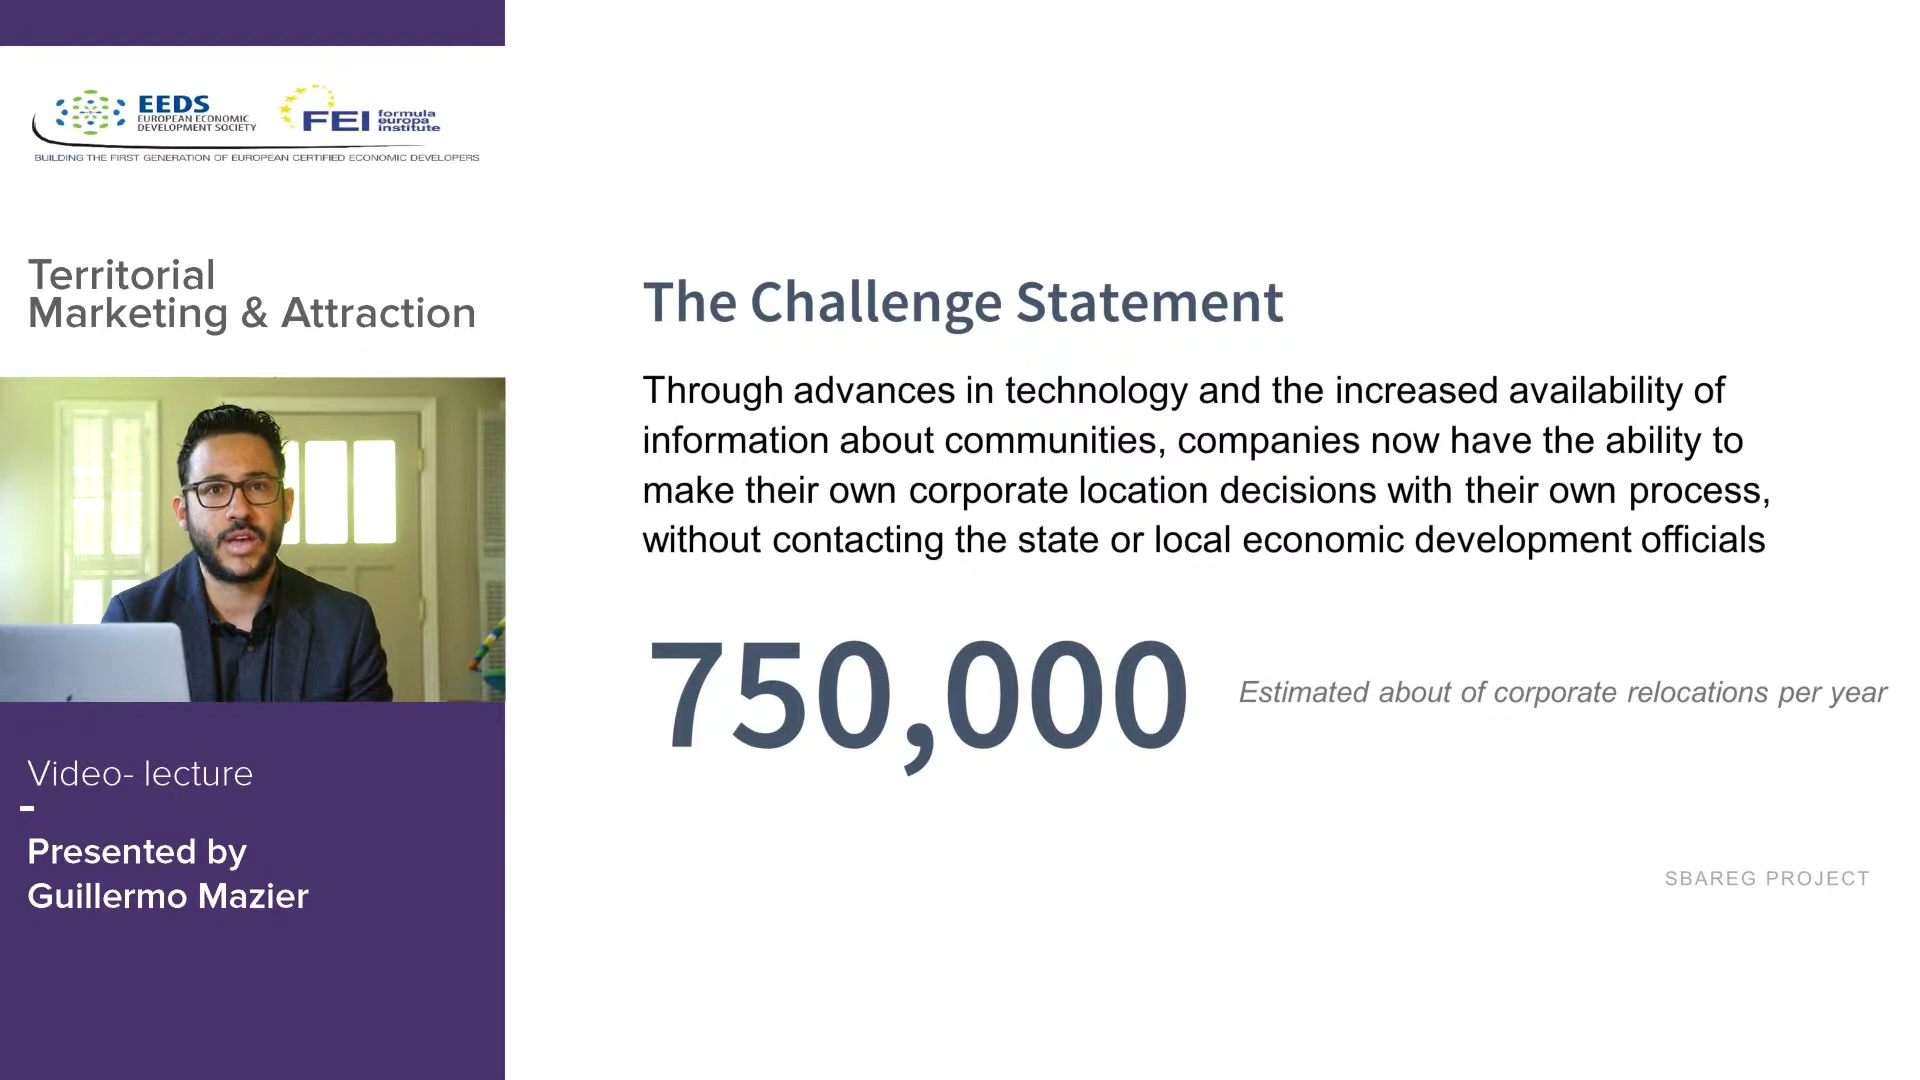 EEDS
EUROPEAN ECONOMIC
DEVELOPMENT SOCIETY
FEI
formula
europa
institute
BUILDING THE FIRST GENERATION OF EUROPEAN CERTIFIED ECONOMIC DEVELOPERS
Territorial
Marketing & Attraction
Video- lecture
-
Presented by
Guillermo Mazier
The Challenge Statement
Through advances in technology and the increased availability of
information about communities, companies now have the ability to
make their own corporate location decisions with their own process,
without contacting the state or local economic development officials
750,000
Estimated about of corporate relocations per year
SBAREG PROJECT